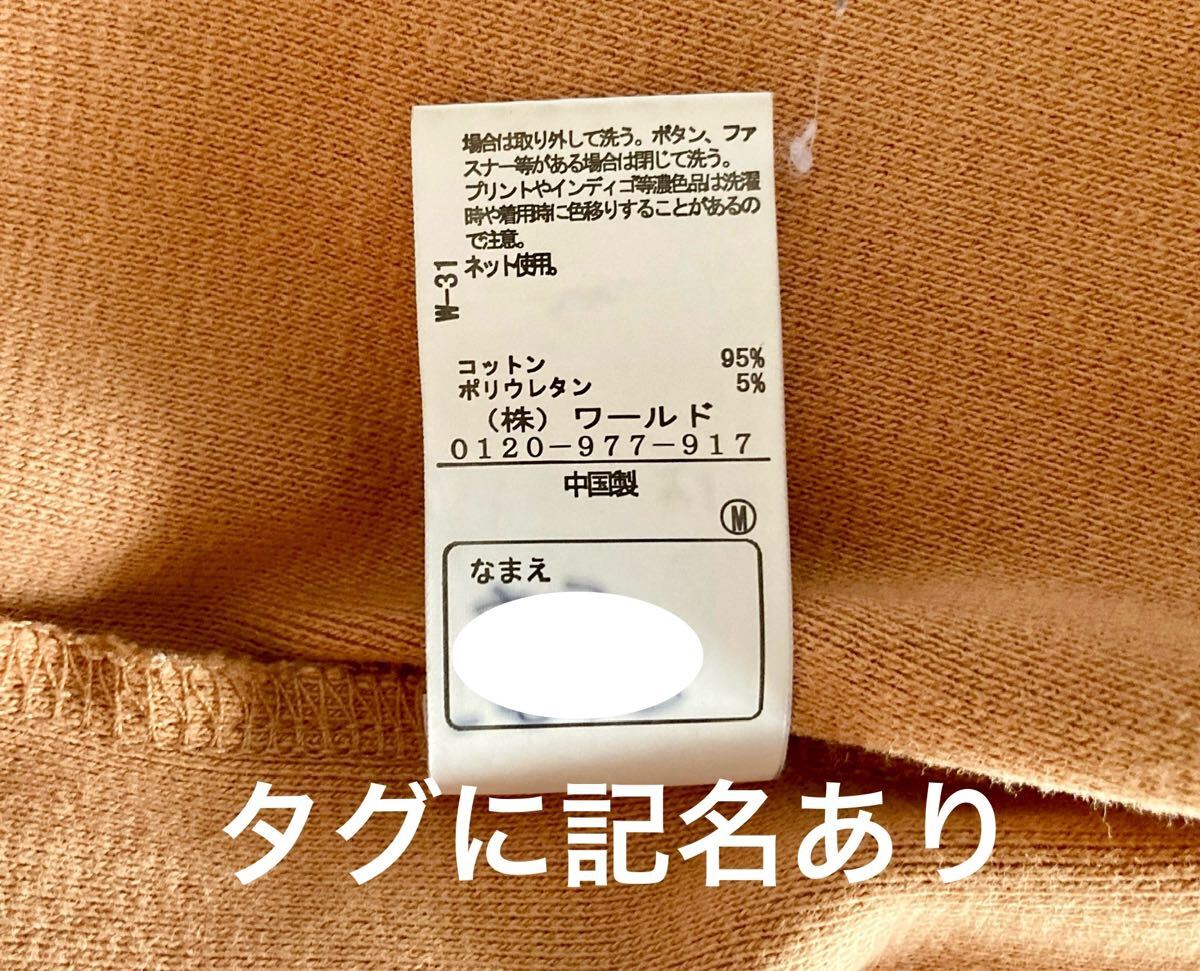 場合は取り外して洗う。ボタン、ファ
スナー等がある場合は閉じて洗う。
プリントやインディゴ等濃色品は洗濯
時や着用時に色移りすることがあるの
で注意。
ネット使用。
W-31
コットン 95%
ポリウレタン 5%
(株) ワールド
0120-977-917
中国製
Ⓜ
なまえ
タグに記名あり